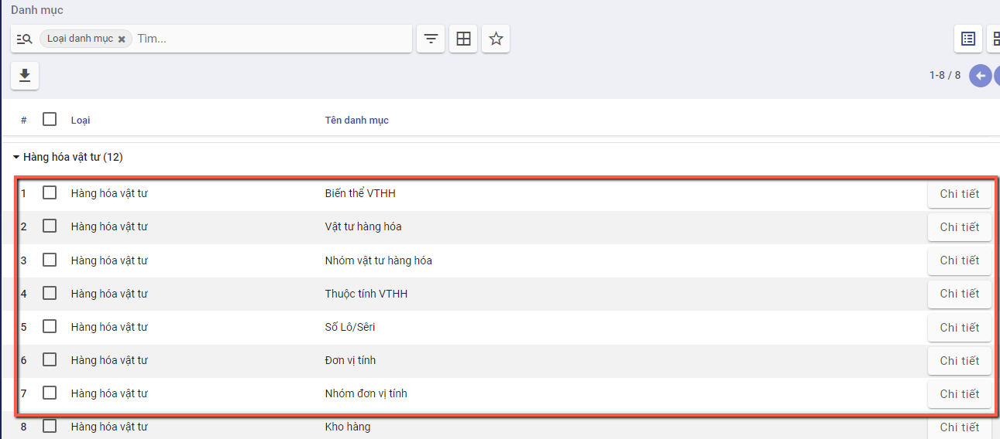 Danh mục
Loại danh mục × Tìm...
1-8 / 8
# Loại Tên danh mục
Hàng hóa vật tư (12)
1 Hàng hóa vật tư Biến thể VTHH Chi tiết
2 Hàng hóa vật tư Vật tư hàng hóa Chi tiết
3 Hàng hóa vật tư Nhóm vật tư hàng hóa Chi tiết
4 Hàng hóa vật tư Thuộc tính VTHH Chi tiết
5 Hàng hóa vật tư Số Lô/Sêri Chi tiết
6 Hàng hóa vật tư Đơn vị tính Chi tiết
7 Hàng hóa vật tư Nhóm đơn vị tính Chi tiết
8 Hàng hóa vật tư Kho hàng Chi tiết